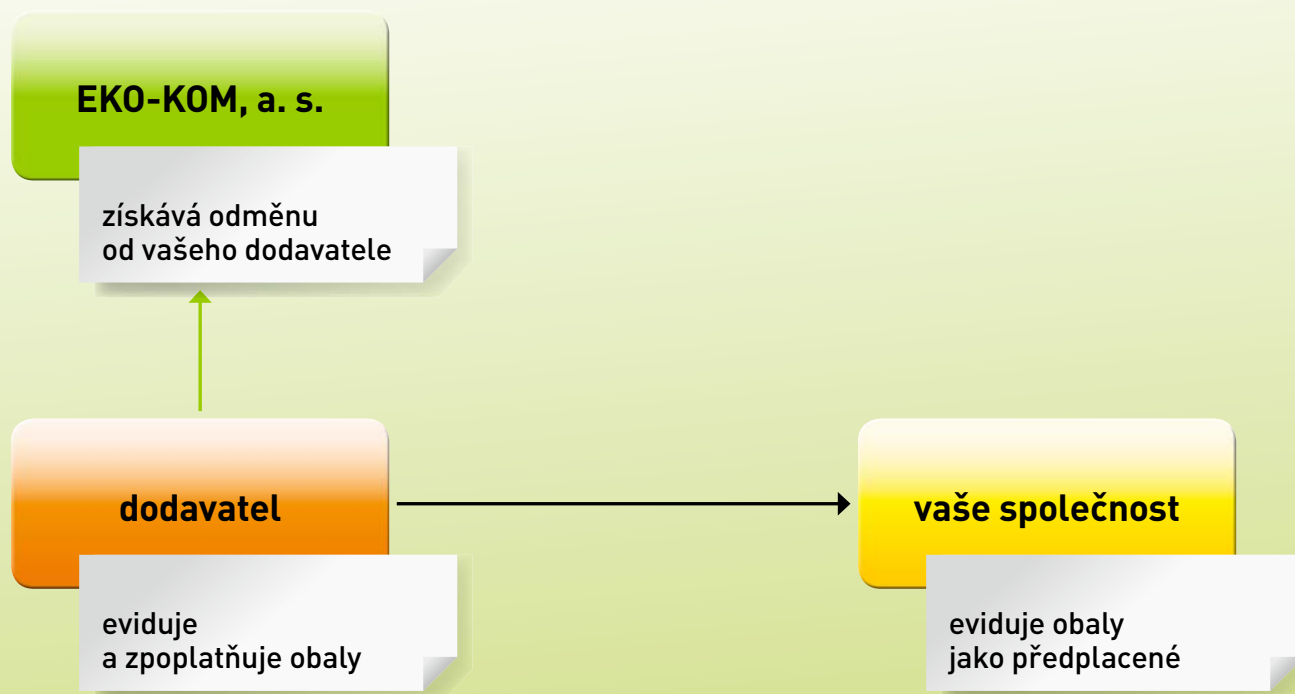 EKO-KOM, a. s.
získává odměnu
od vašeho dodavatele
dodavatel
eviduje
a zpoplatňuje obaly
vaše společnost
eviduje obaly
jako předplacené